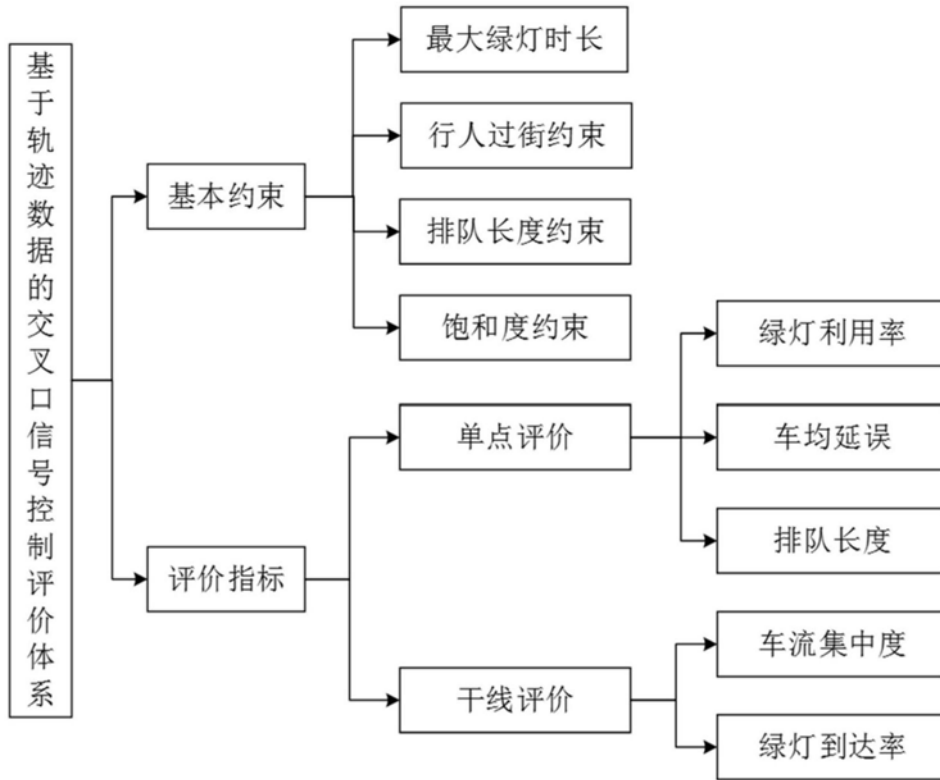 基于轨迹数据的交叉口信号控制评价体系
基本约束
最大绿灯时长
行人过街约束
排队长度约束
饱和度约束
评价指标
单点评价
绿灯利用率
车均延误
排队长度
干线评价
车流集中度
绿灯到达率